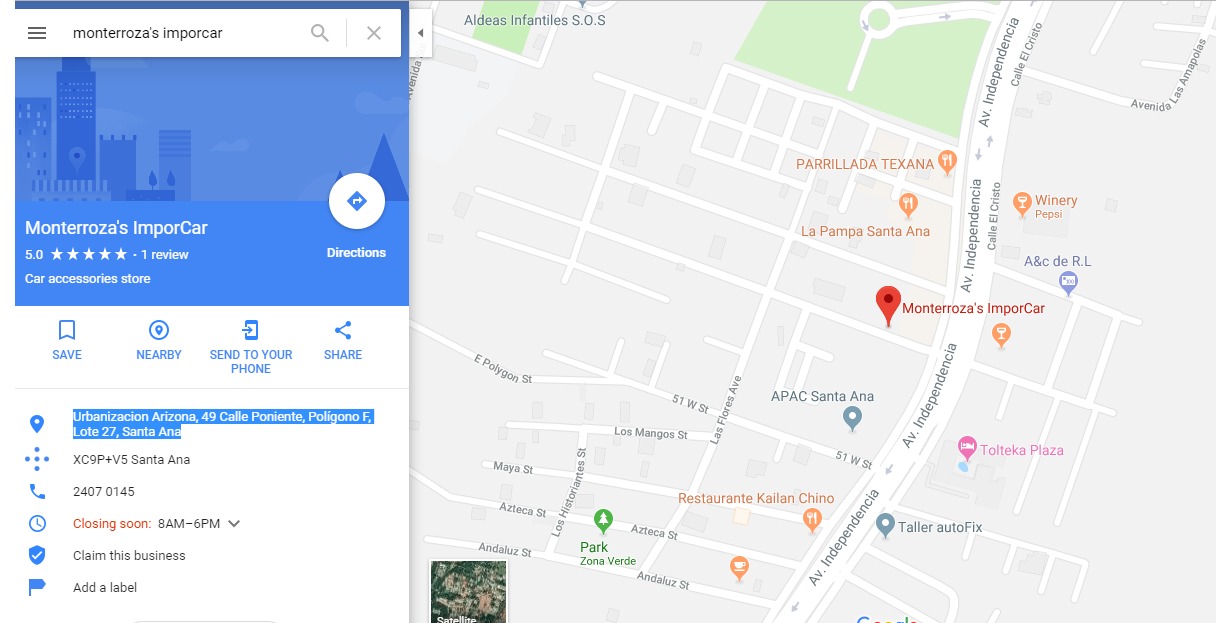 monterroza's imporcar
Monterroza's ImporCar
5.0 ★★★★★ · 1 review
Car accessories store
Directions
SAVE
NEARBY
SEND TO YOUR
PHONE
SHARE
Urbanizacion Arizona, 49 Calle Poniente, Polígono F,
Lote 27, Santa Ana
XC9P+V5 Santa Ana
2407 0145
Closing soon: 8AM–6PM
Claim this business
Add a label
Aldeas Infantiles S.O.S
Avenida
Av. Independencia
Calle El Cristo
Avenida Las Amapolas
PARRILLADA TEXANA
Winery
Pepsi
La Pampa Santa Ana
Av. Independencia
Calle El Cristo
A&c de R.L
Monterroza's ImporCar
E Polygon St
51 W St
Las Flores Ave
APAC Santa Ana
Av. Independencia
Los Mangos St
51 W St
Tolteka Plaza
Maya St
Los Historiantes St
Restaurante Kailan Chino
Azteca St
Azteca St
Taller autoFix
Park
Zona Verde
Andaluz St
Andaluz St
Av. Independencia
Satellite
Google